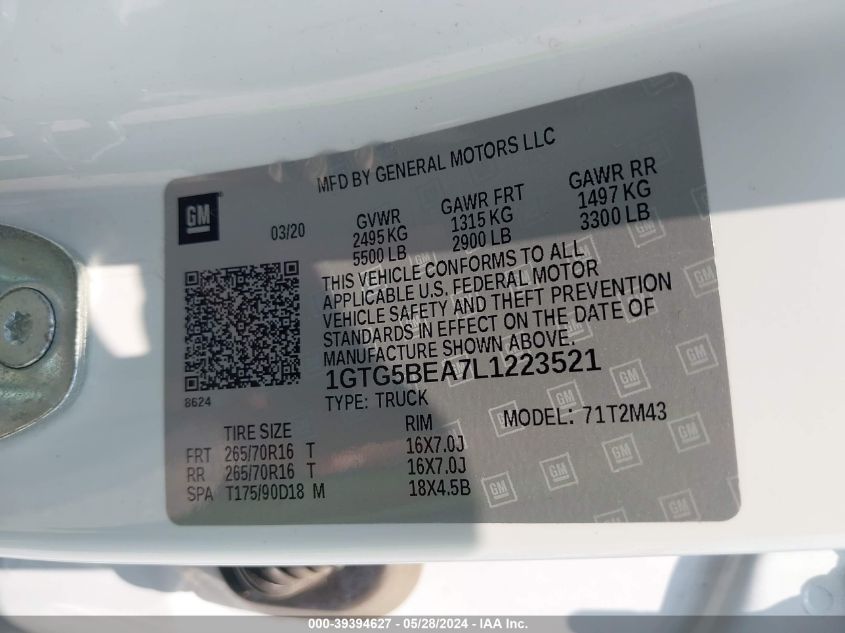 MFD BY GENERAL MOTORS LLC
GM
03/20
GVWR GAWR FRT GAWR RR
2495 KG 1315 KG 1497 KG
5500 LB 2900 LB 3300 LB
THIS VEHICLE CONFORMS TO ALL
APPLICABLE U.S. FEDERAL MOTOR
VEHICLE SAFETY AND THEFT PREVENTION
STANDARDS IN EFFECT ON THE DATE OF
MANUFACTURE SHOWN ABOVE.
1GTG5BEA7L1223521
8624
TYPE: TRUCK MODEL: 71T2M43
TIRE SIZE RIM
FRT 265/70R16 T 16X7.0J
RR 265/70R16 T 16X7.0J
SPA T175/90D18 M 18X4.5B
000-39394627 - 05/28/2024 - IAA Inc.